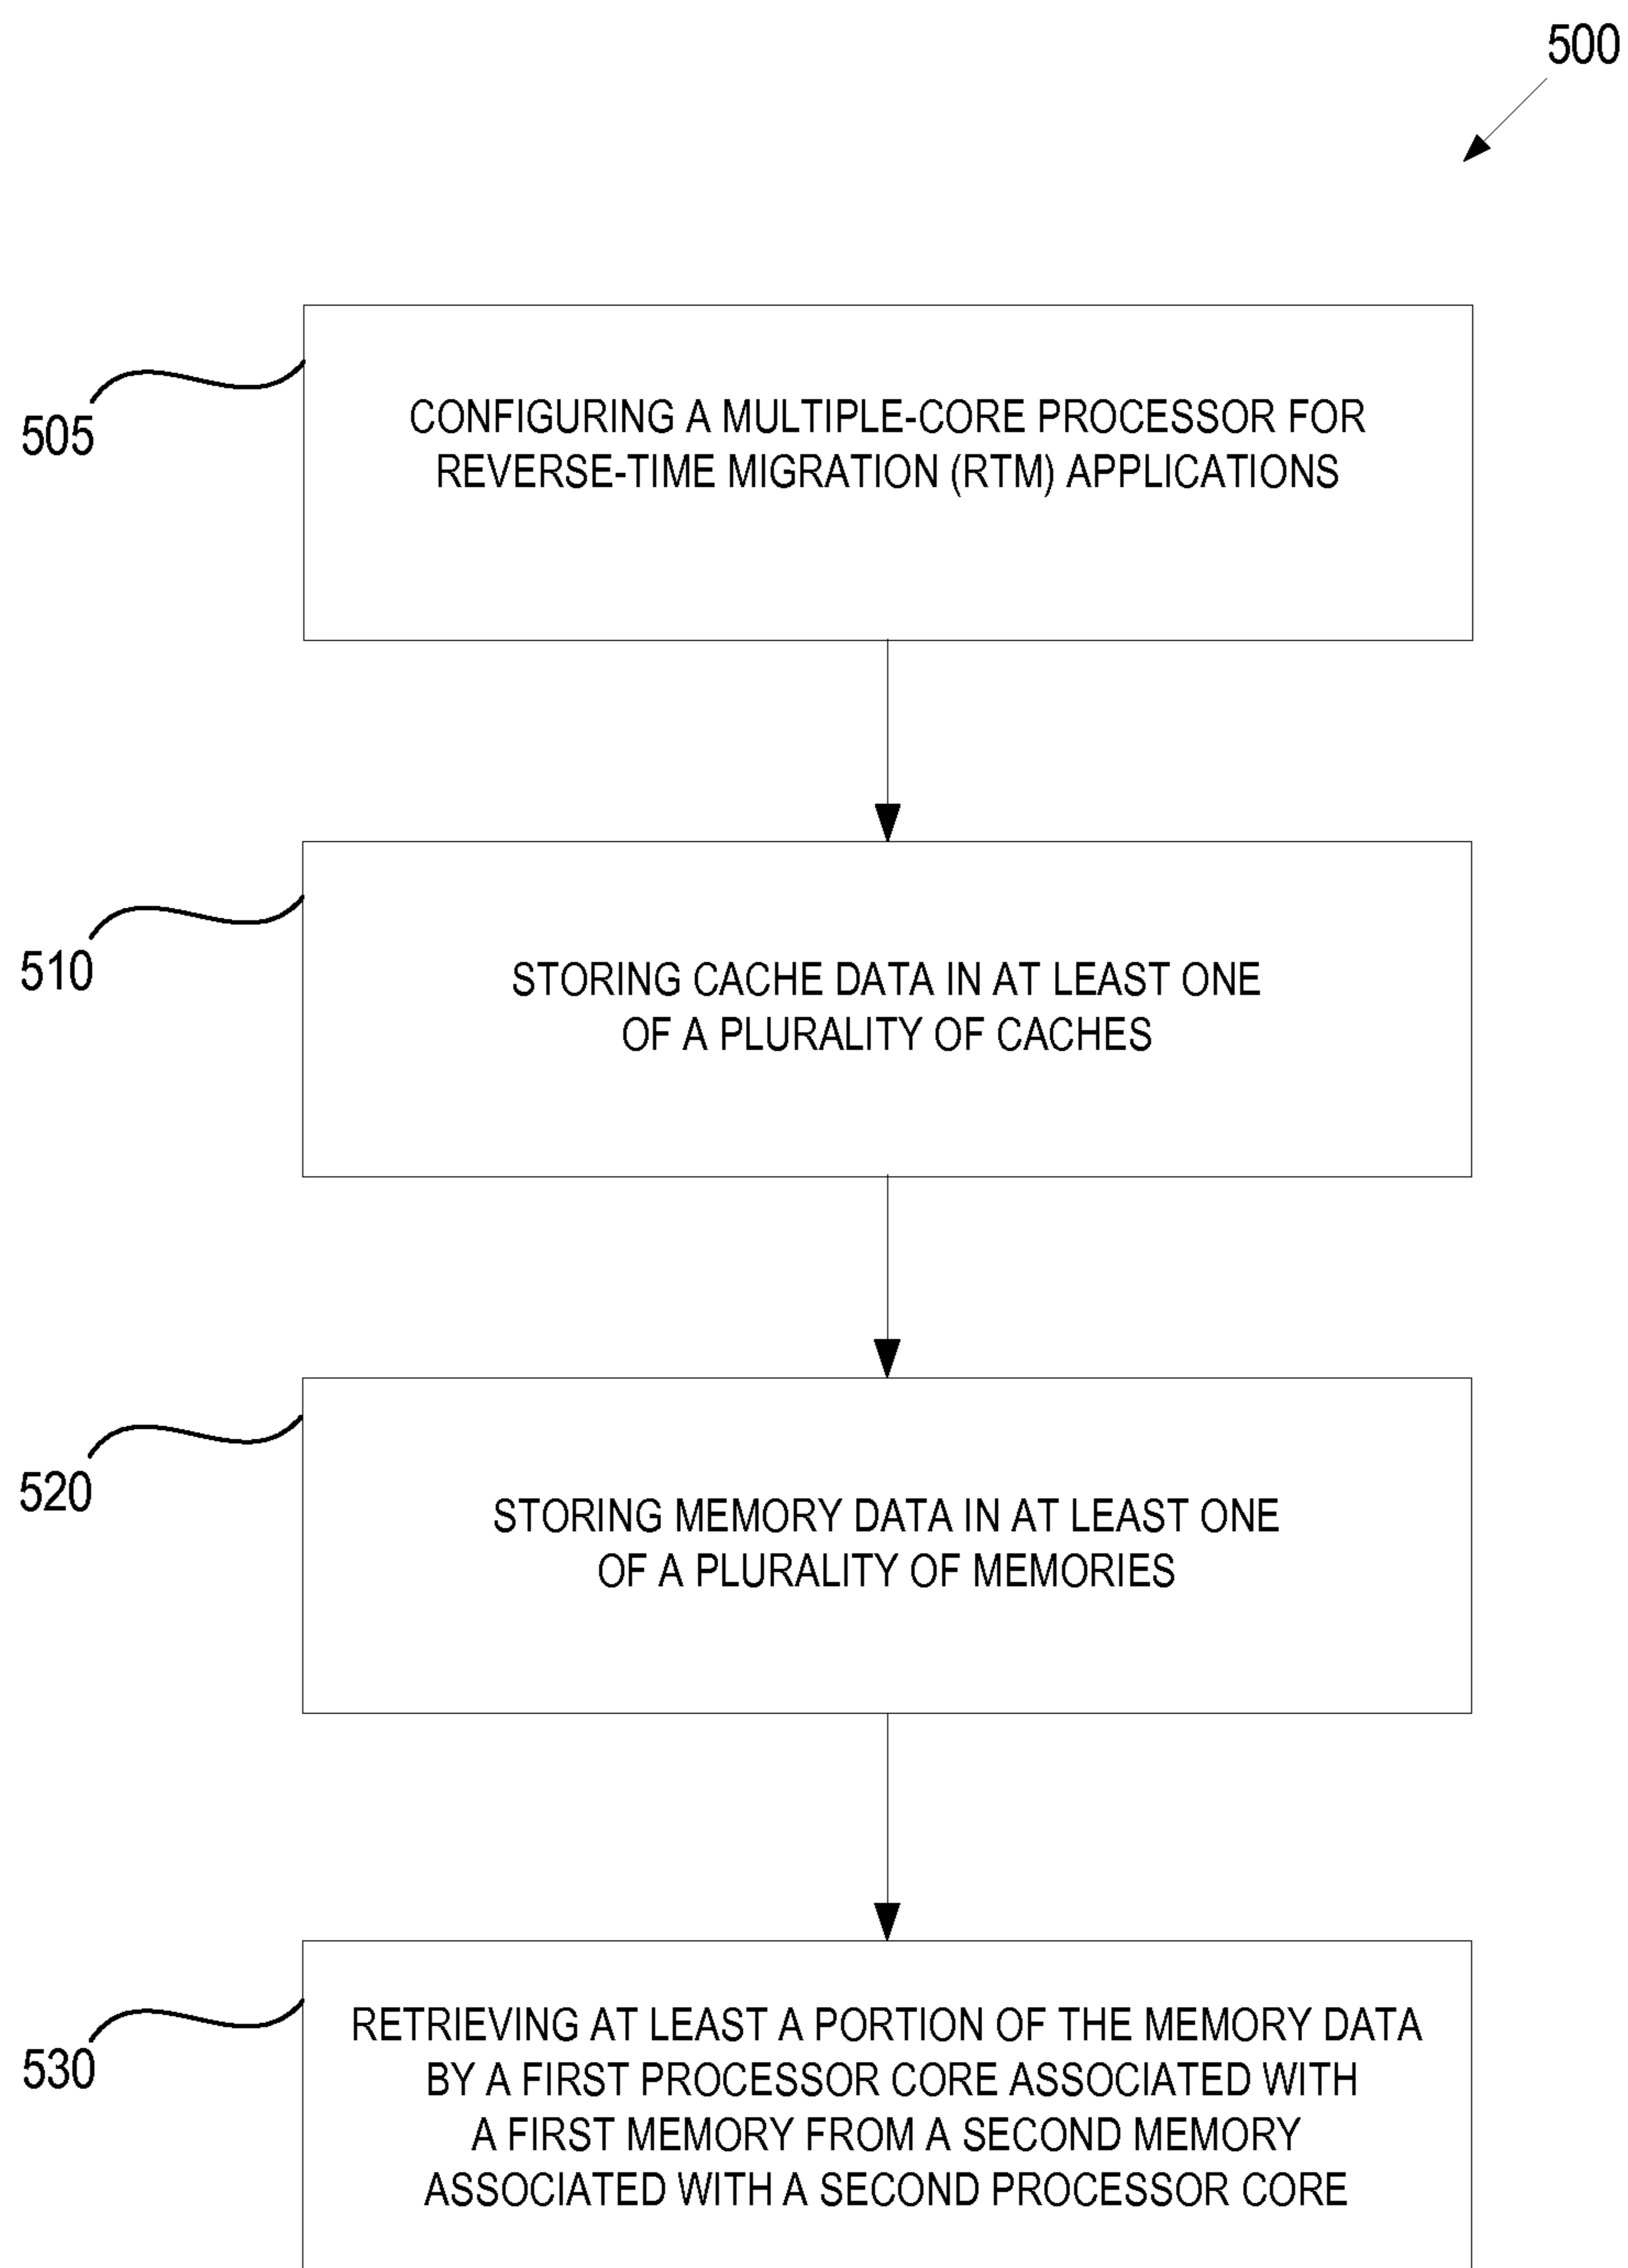 500
505
CONFIGURING A MULTIPLE-CORE PROCESSOR FOR
REVERSE-TIME MIGRATION (RTM) APPLICATIONS
510
STORING CACHE DATA IN AT LEAST ONE
OF A PLURALITY OF CACHES
520
STORING MEMORY DATA IN AT LEAST ONE
OF A PLURALITY OF MEMORIES
530
RETRIEVING AT LEAST A PORTION OF THE MEMORY DATA
BY A FIRST PROCESSOR CORE ASSOCIATED WITH
A FIRST MEMORY FROM A SECOND MEMORY
ASSOCIATED WITH A SECOND PROCESSOR CORE